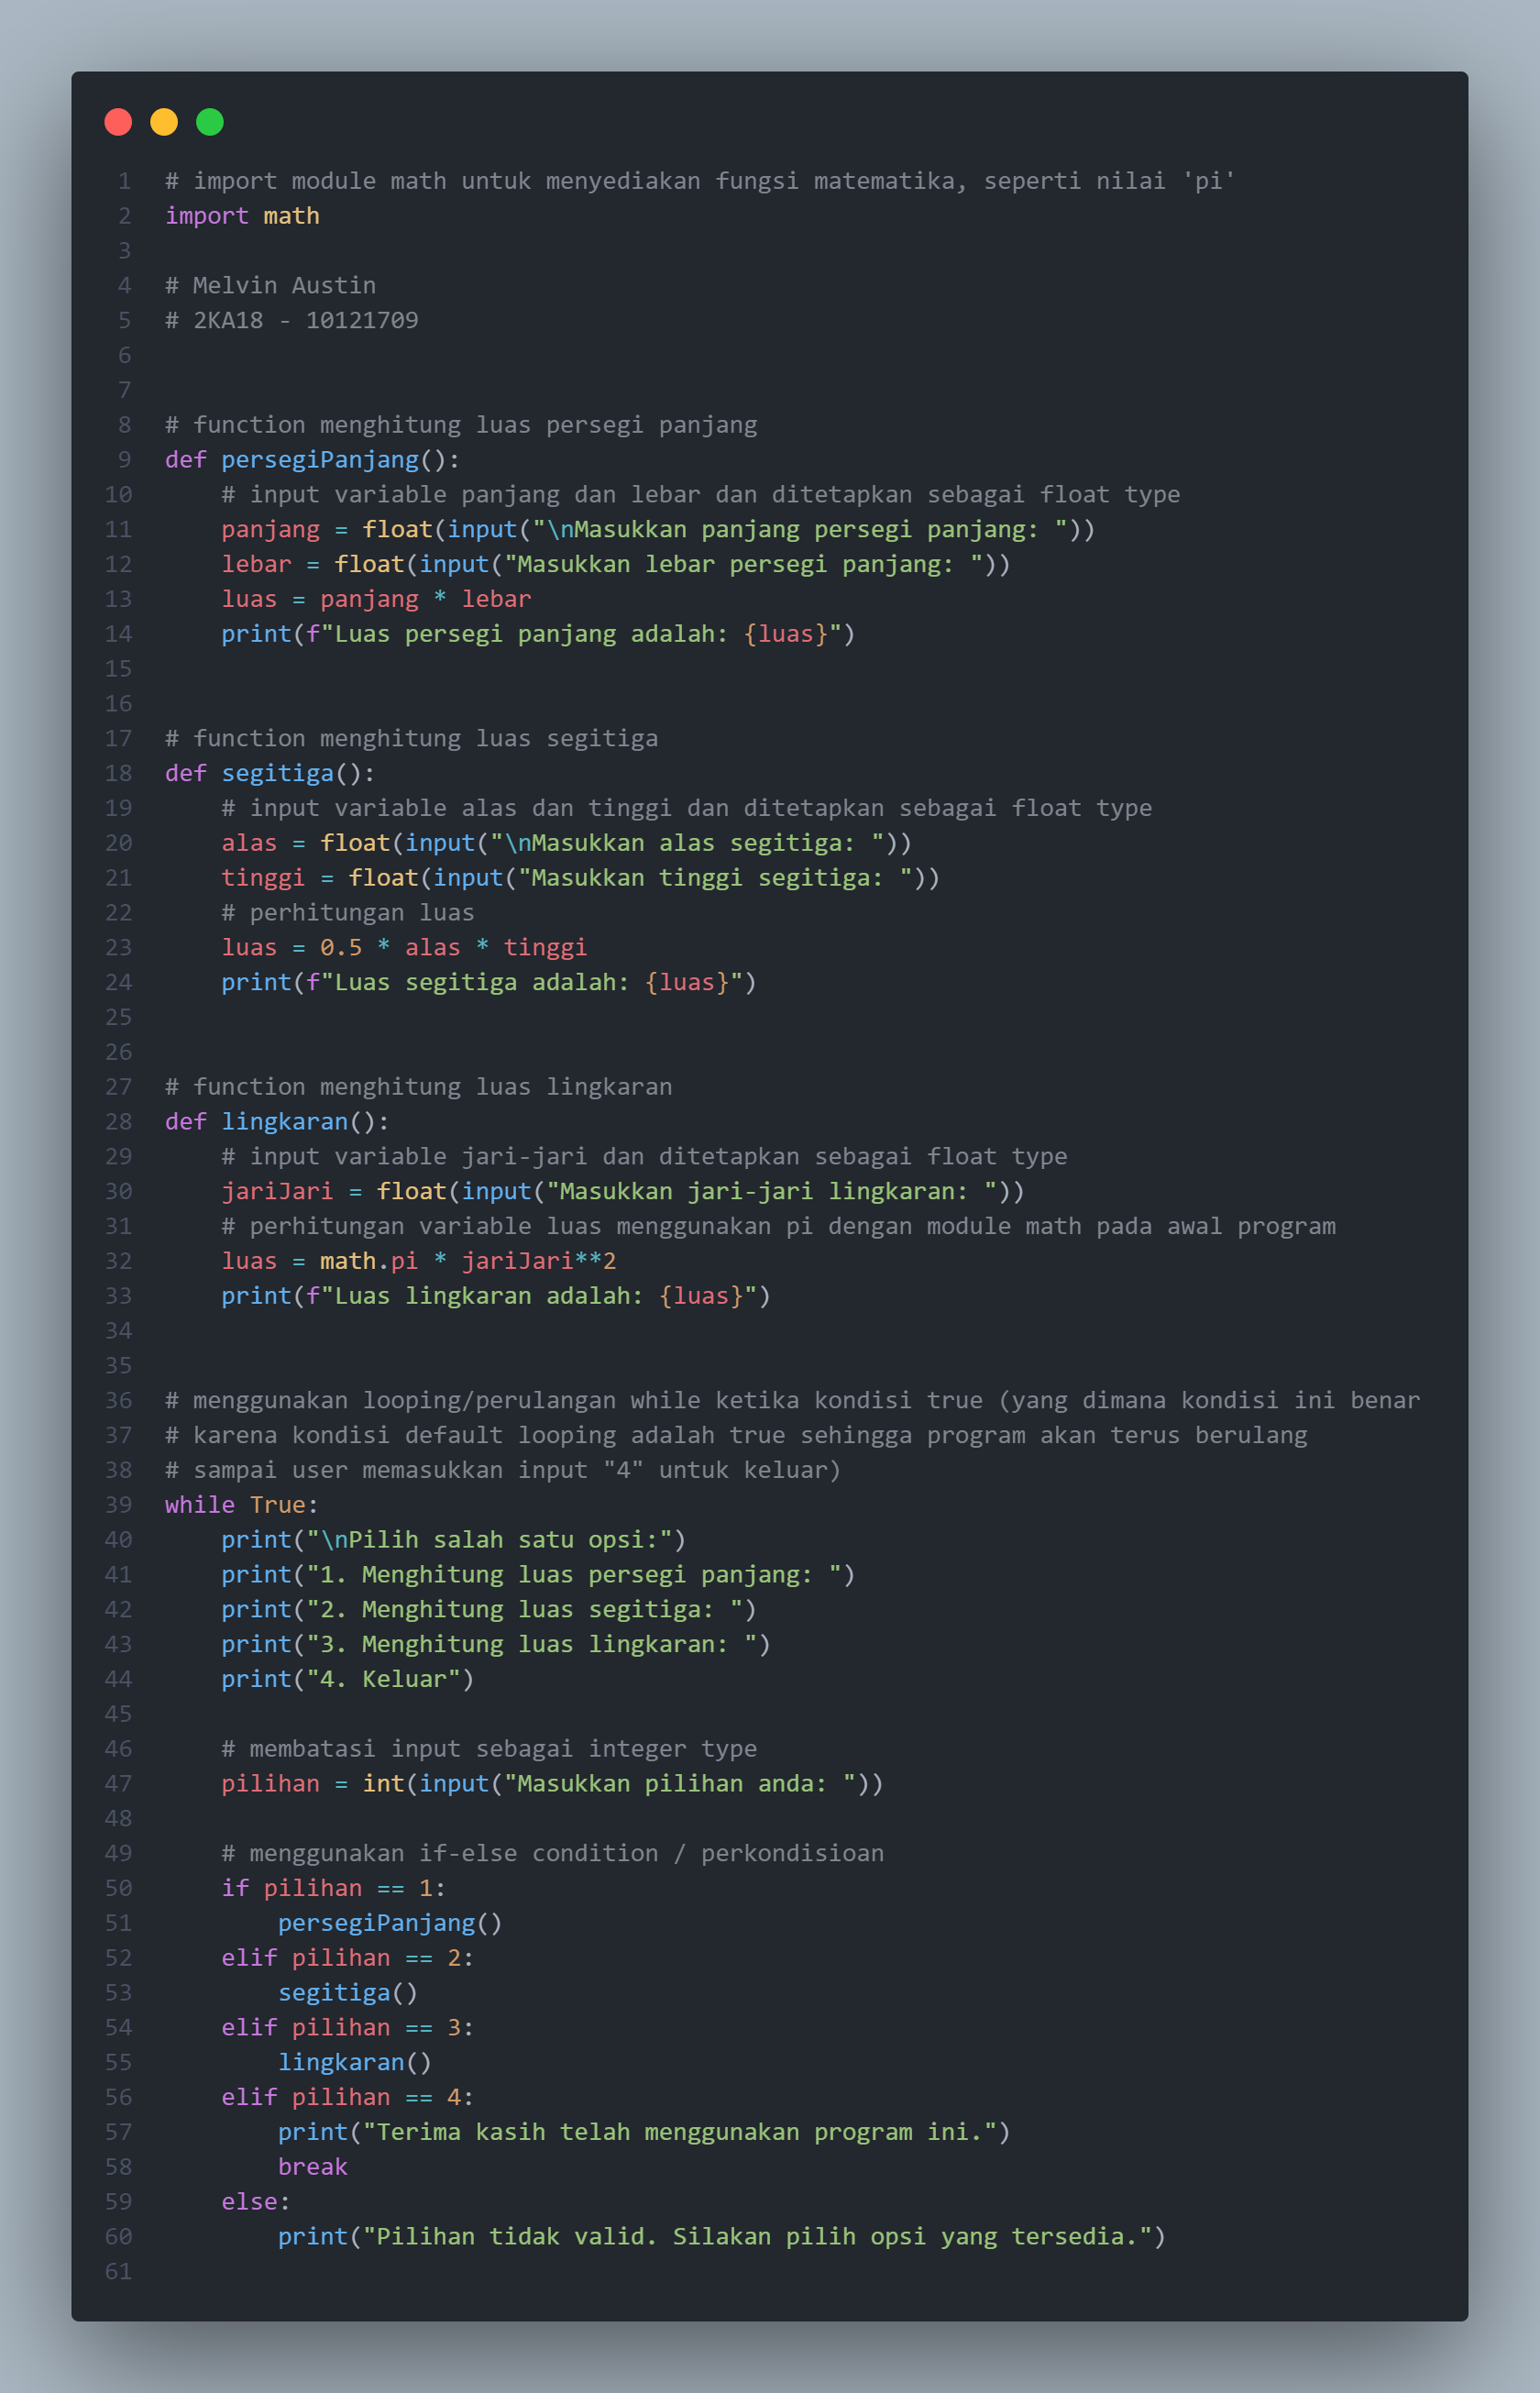 1 # import module math untuk menyediakan fungsi matematika, seperti nilai 'pi'
2 import math
3
4 # Melvin Austin
5 # 2KA18 - 10121709
6
7
8 # function menghitung luas persegi panjang
9 def persegiPanjang():
10     # input variable panjang dan lebar dan ditetapkan sebagai float type
11     panjang = float(input("\nMasukkan panjang persegi panjang: "))
12     lebar = float(input("Masukkan lebar persegi panjang: "))
13     luas = panjang * lebar
14     print(f"Luas persegi panjang adalah: {luas}")
15
16
17 # function menghitung luas segitiga
18 def segitiga():
19     # input variable alas dan tinggi dan ditetapkan sebagai float type
20     alas = float(input("\nMasukkan alas segitiga: "))
21     tinggi = float(input("Masukkan tinggi segitiga: "))
22     # perhitungan luas
23     luas = 0.5 * alas * tinggi
24     print(f"Luas segitiga adalah: {luas}")
25
26
27 # function menghitung luas lingkaran
28 def lingkaran():
29     # input variable jari-jari dan ditetapkan sebagai float type
30     jariJari = float(input("Masukkan jari-jari lingkaran: "))
31     # perhitungan variable luas menggunakan pi dengan module math pada awal program
32     luas = math.pi * jariJari**2
33     print(f"Luas lingkaran adalah: {luas}")
34
35
36 # menggunakan looping/perulangan while ketika kondisi true (yang dimana kondisi ini benar
37 # karena kondisi default looping adalah true sehingga program akan terus berulang
38 # sampai user memasukkan input "4" untuk keluar)
39 while True:
40     print("\nPilih salah satu opsi:")
41     print("1. Menghitung luas persegi panjang: ")
42     print("2. Menghitung luas segitiga: ")
43     print("3. Menghitung luas lingkaran: ")
44     print("4. Keluar")
45
46     # membatasi input sebagai integer type
47     pilihan = int(input("Masukkan pilihan anda: "))
48
49     # menggunakan if-else condition / perkondisioan
50     if pilihan == 1:
51         persegiPanjang()
52     elif pilihan == 2:
53         segitiga()
54     elif pilihan == 3:
55         lingkaran()
56     elif pilihan == 4:
57         print("Terima kasih telah menggunakan program ini.")
58         break
59     else:
60         print("Pilihan tidak valid. Silakan pilih opsi yang tersedia.")
61